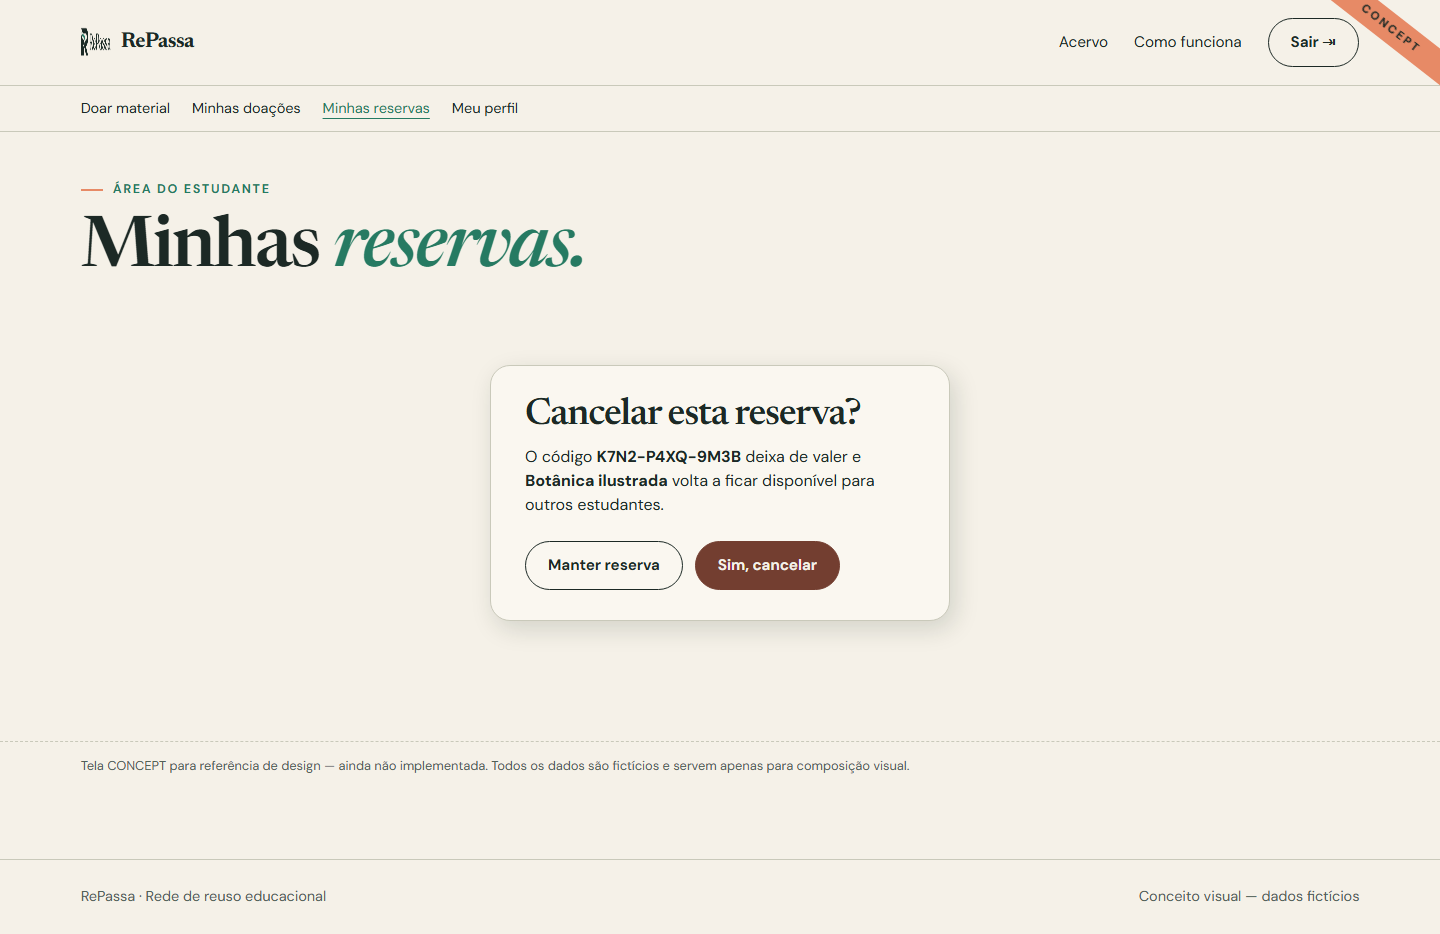 RePassa
Acervo
Como funciona
Sair ⇥
CONCEPT
Doar material
Minhas doações
Minhas reservas
Meu perfil
ÁREA DO ESTUDANTE
Minhas reservas.
Cancelar esta reserva?
O código K7N2-P4XQ-9M3B deixa de valer e
Botânica ilustrada volta a ficar disponível para
outros estudantes.
Manter reserva
Sim, cancelar
Tela CONCEPT para referência de design — ainda não implementada. Todos os dados são fictícios e servem apenas para composição visual.
RePassa · Rede de reuso educacional
Conceito visual — dados fictícios